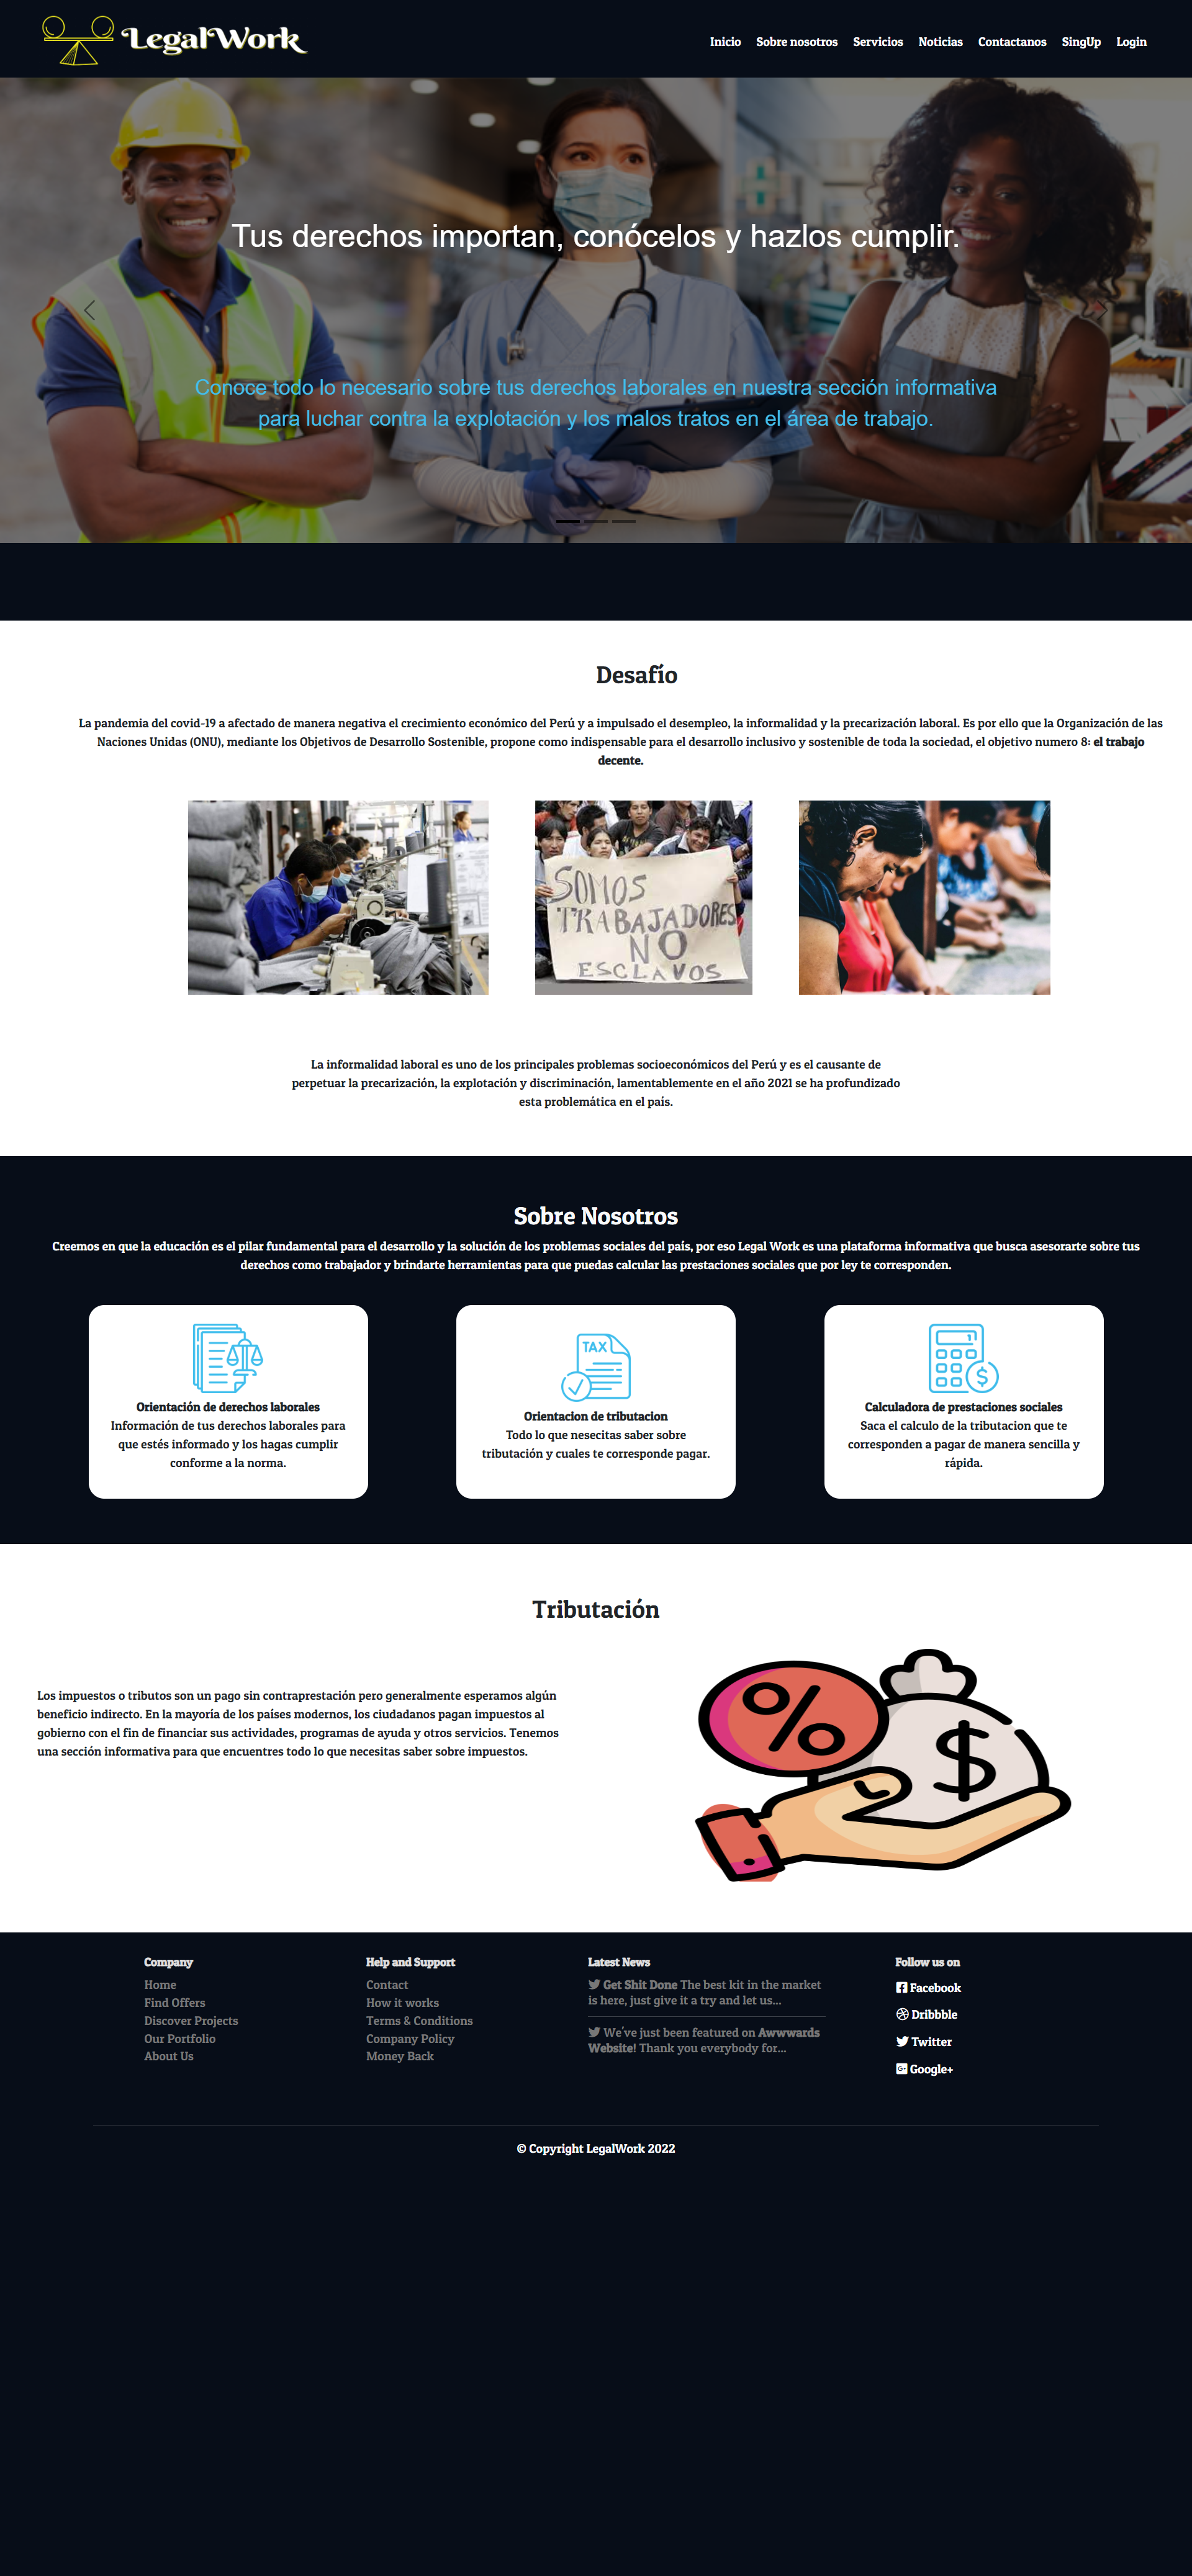 LegalWork
Inicio Sobre nosotros Servicios Noticias Contactanos SingUp Login
Tus derechos importan, conócelos y hazlos cumplir.
Conoce todo lo necesario sobre tus derechos laborales en nuestra sección informativa
para luchar contra la explotación y los malos tratos en el área de trabajo.
Desafío
La pandemia del covid-19 a afectado de manera negativa el crecimiento económico del Perú y a impulsado el desempleo, la informalidad y la precarización laboral. Es por ello que la Organización de las
Naciones Unidas (ONU), mediante los Objetivos de Desarrollo Sostenible, propone como indispensable para el desarrollo inclusivo y sostenible de toda la sociedad, el objetivo numero 8: el trabajo
decente.
SOMOS
TRABAJADORES
NO
ESCLAVOS
La informalidad laboral es uno de los principales problemas socioeconómicos del Perú y es el causante de
perpetuar la precarización, la explotación y discriminación, lamentablemente en el año 2021 se ha profundizado
esta problemática en el país.
Sobre Nosotros
Creemos en que la educación es el pilar fundamental para el desarrollo y la solución de los problemas sociales del país, por eso Legal Work es una plataforma informativa que busca asesorarte sobre tus
derechos como trabajador y brindarte herramientas para que puedas calcular las prestaciones sociales que por ley te corresponden.
Orientación de derechos laborales
Información de tus derechos laborales para
que estés informado y los hagas cumplir
conforme a la norma.
TAX
Orientacion de tributacion
Todo lo que nesecitas saber sobre
tributación y cuales te corresponde pagar.
1
$
Calculadora de prestaciones sociales
Saca el calculo de la tributacion que te
corresponden a pagar de manera sencilla y
rápida.
Tributación
Los impuestos o tributos son un pago sin contraprestación pero generalmente esperamos algún
beneficio indirecto. En la mayoría de los países modernos, los ciudadanos pagan impuestos al
gobierno con el fin de financiar sus actividades, programas de ayuda y otros servicios. Tenemos
una sección informativa para que encuentres todo lo que necesitas saber sobre impuestos.
% $
Company
Home
Find Offers
Discover Projects
Our Portfolio
About Us
Help and Support
Contact
How it works
Terms & Conditions
Company Policy
Money Back
Latest News
Get Shit Done The best kit in the market
is here, just give it a try and let us...
We've just been featured on Awwwards
Website! Thank you everybody for...
Follow us on
Facebook
Dribbble
Twitter
Google+
© Copyright LegalWork 2022